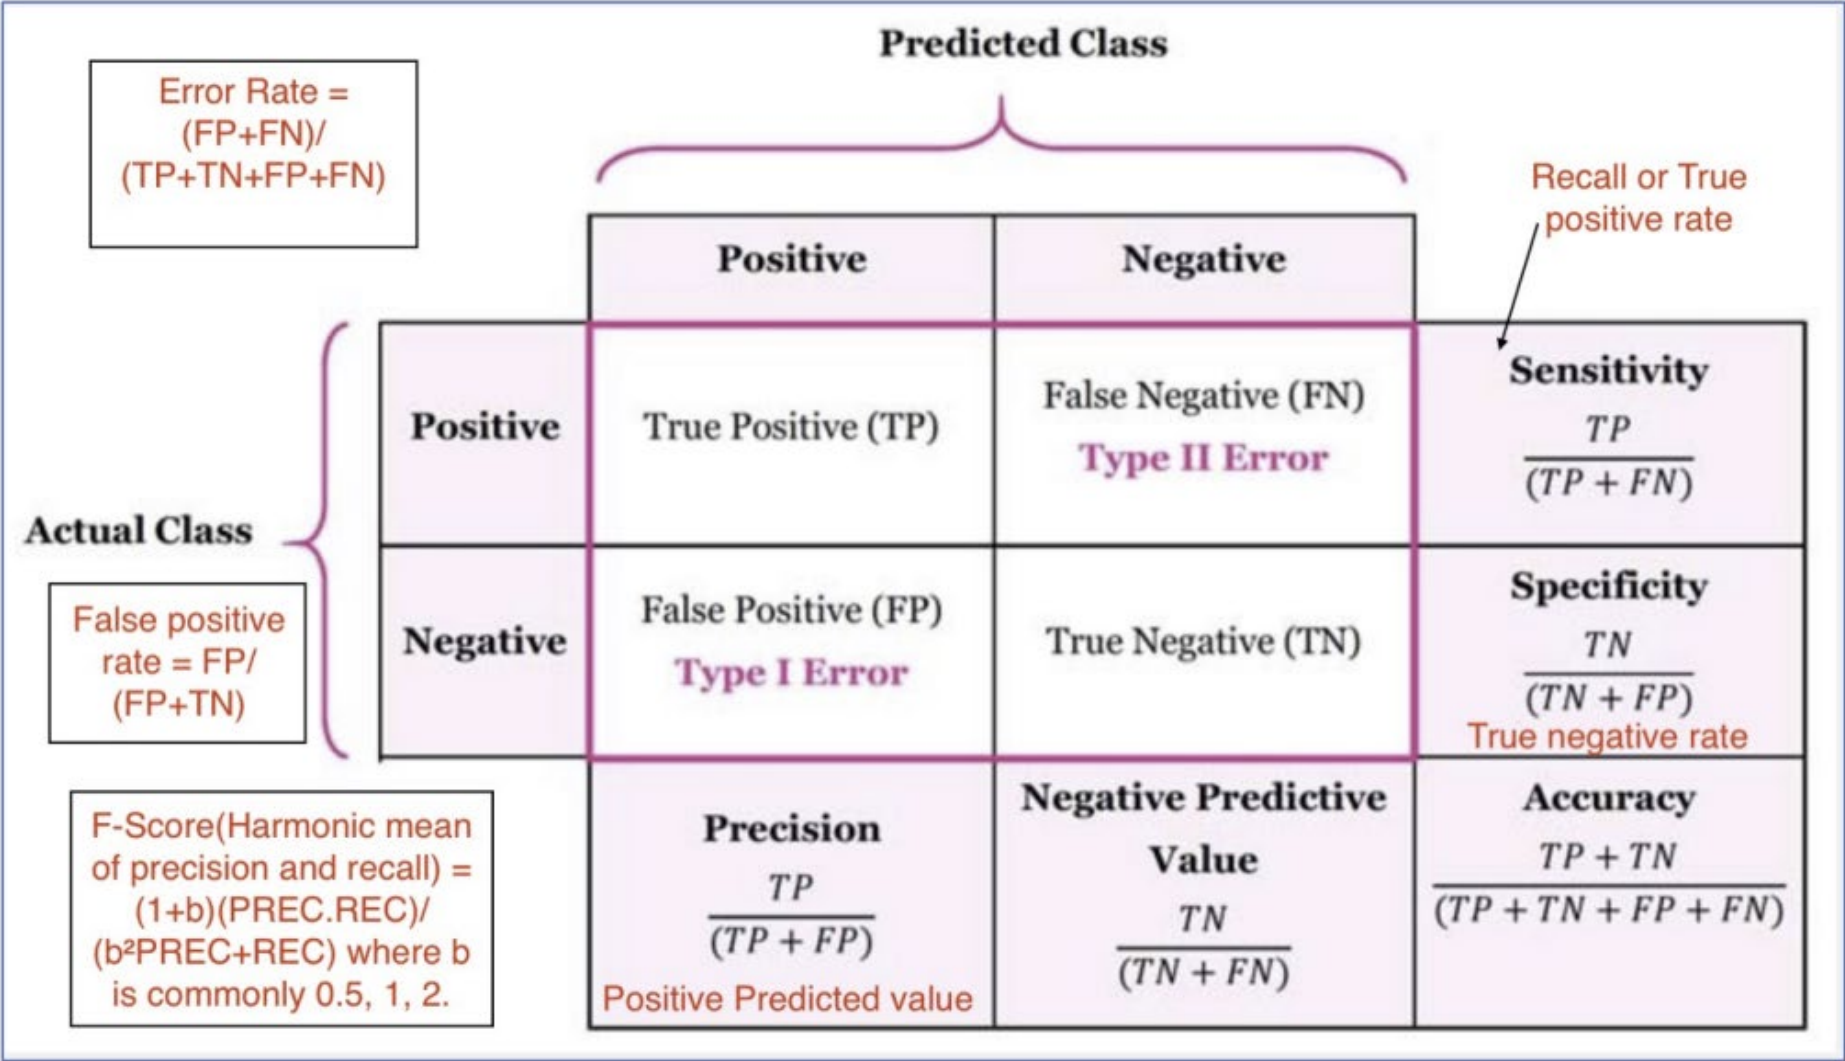 Predicted Class
Error Rate =
(FP+FN)/
(TP+TN+FP+FN)
Recall or True
positive rate
Positive
Negative
Actual Class
Positive
True Positive (TP)
False Negative (FN)
Type II Error
Sensitivity
TP
(TP + FN)
Negative
False Positive (FP)
Type I Error
True Negative (TN)
Specificity
TN
(TN + FP)
True negative rate
False positive
rate = FP/
(FP+TN)
F-Score(Harmonic mean
of precision and recall) =
(1+b)(PREC.REC)/
(b²PREC+REC) where b
is commonly 0.5, 1, 2.
Precision
TP
(TP + FP)
Positive Predicted value
Negative Predictive
Value
TN
(TN + FN)
Accuracy
TP + TN
(TP + TN + FP + FN)